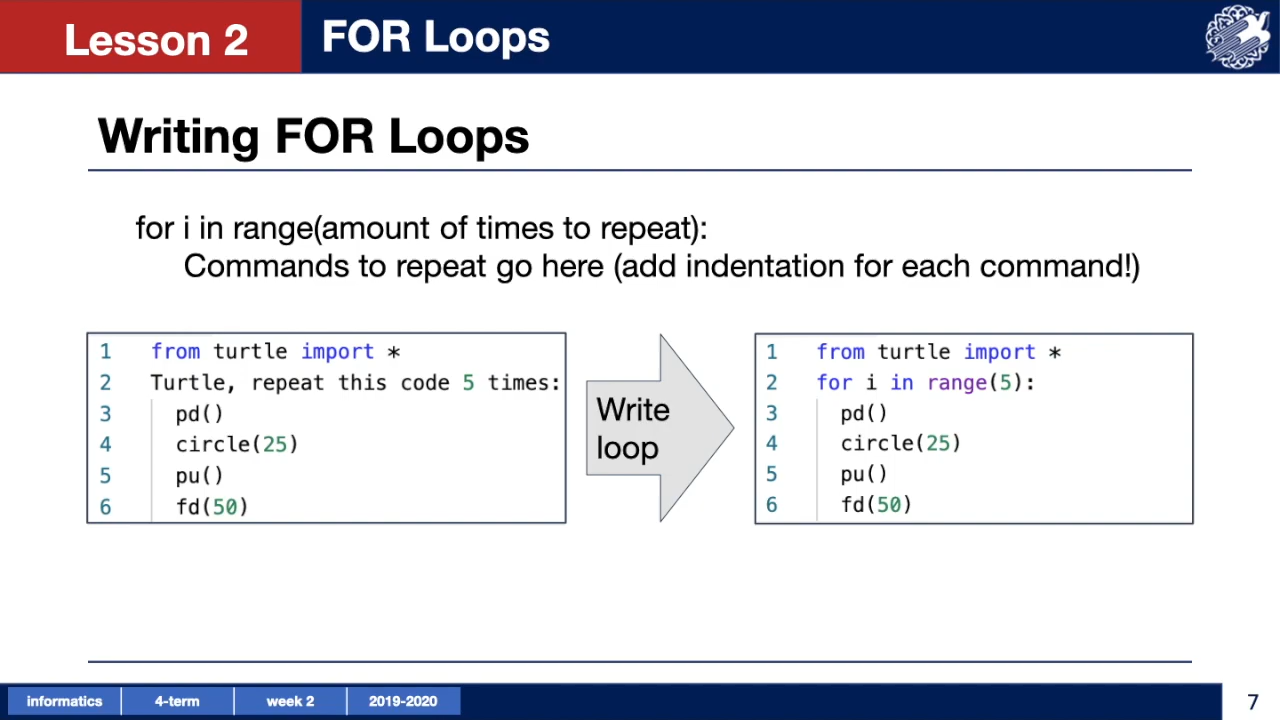 Lesson 2
FOR Loops
Writing FOR Loops
for i in range(amount of times to repeat):
Commands to repeat go here (add indentation for each command!)
1 from turtle import *
2 Turtle, repeat this code 5 times:
3 pd()
4 circle(25)
5 pu()
6 fd(50)
Write
loop
1 from turtle import *
2 for i in range(5):
3 pd()
4 circle(25)
5 pu()
6 fd(50)
informatics 4-term week 2 2019-2020 7